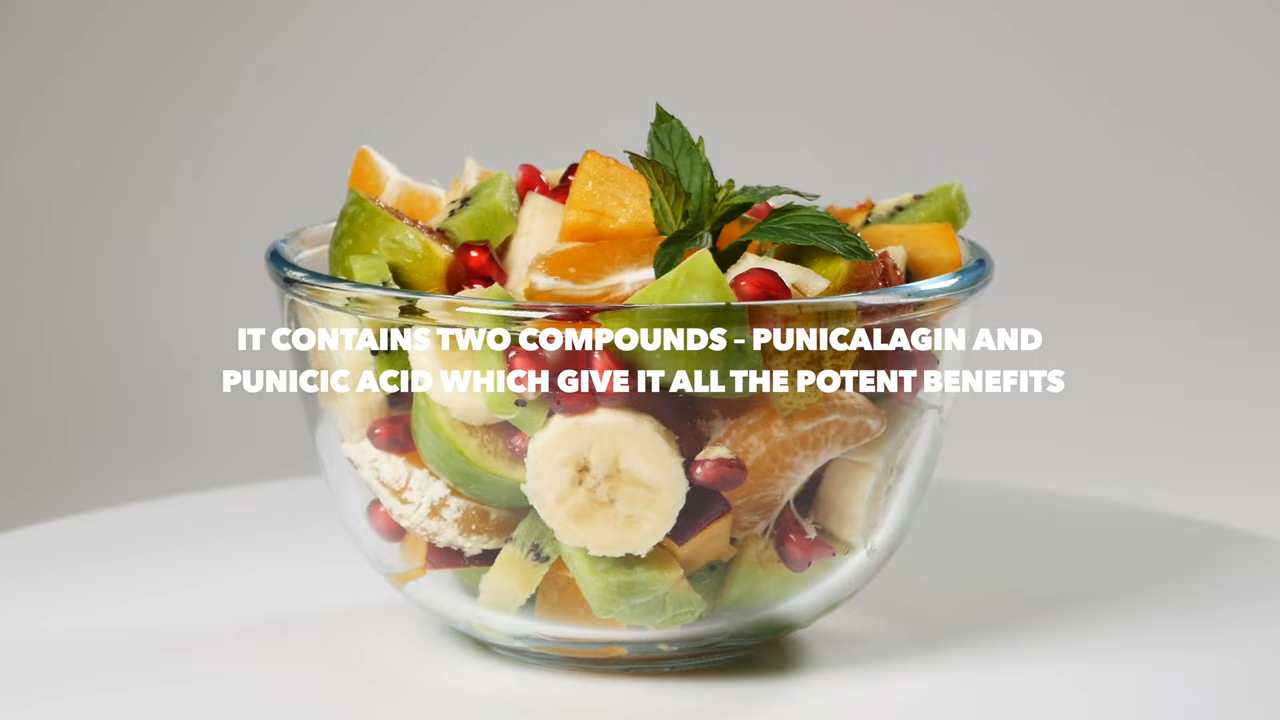 IT CONTAINS TWO COMPOUNDS – PUNICALAGIN AND
PUNICIC ACID WHICH GIVE IT ALL THE POTENT BENEFITS